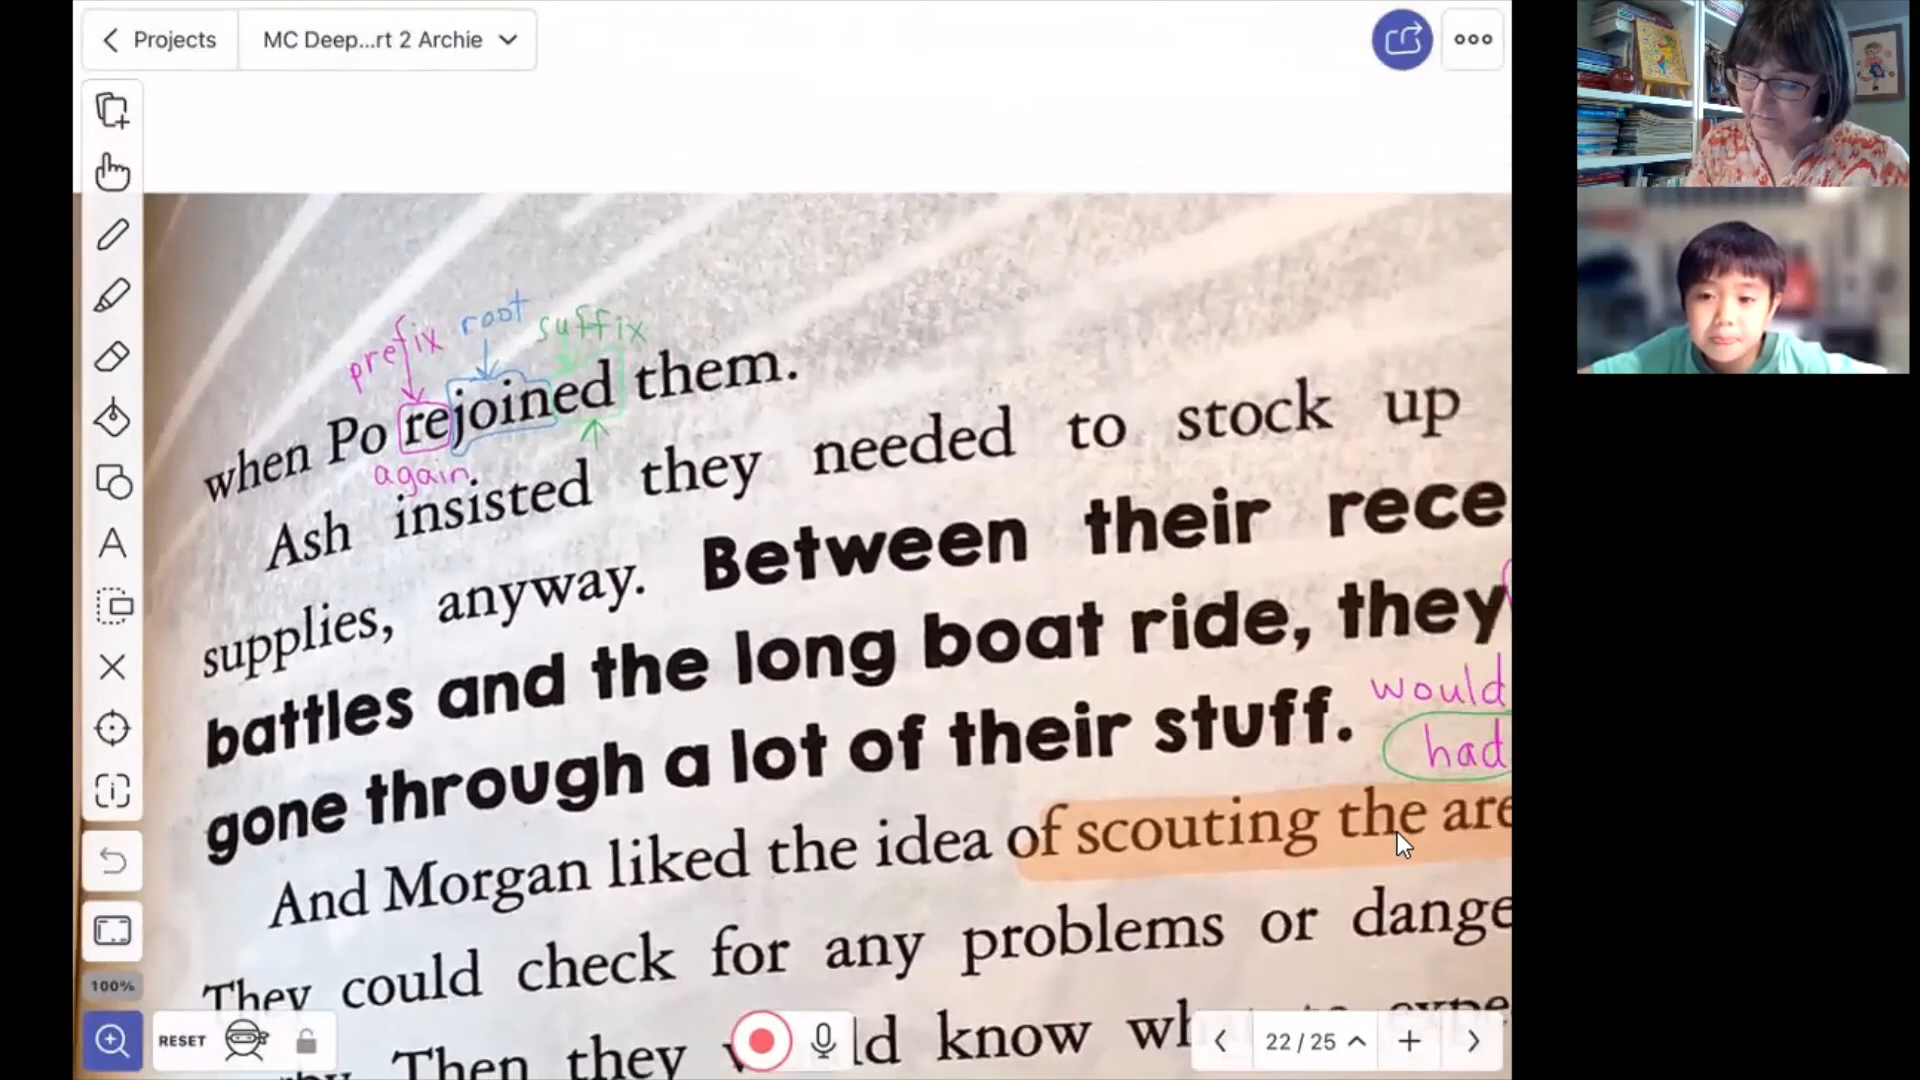 Projects
MC Deep...rt 2 Archie
prefix root suffix
when Po rejoined them.
again
Ash insisted they needed to stock up
supplies, anyway. Between their rece
battles and the long boat ride, they
would
gone through a lot of their stuff.
had
And Morgan liked the idea of scouting the are
They could check for any problems or dange
Then they know
A
100%
RESET
22 / 25